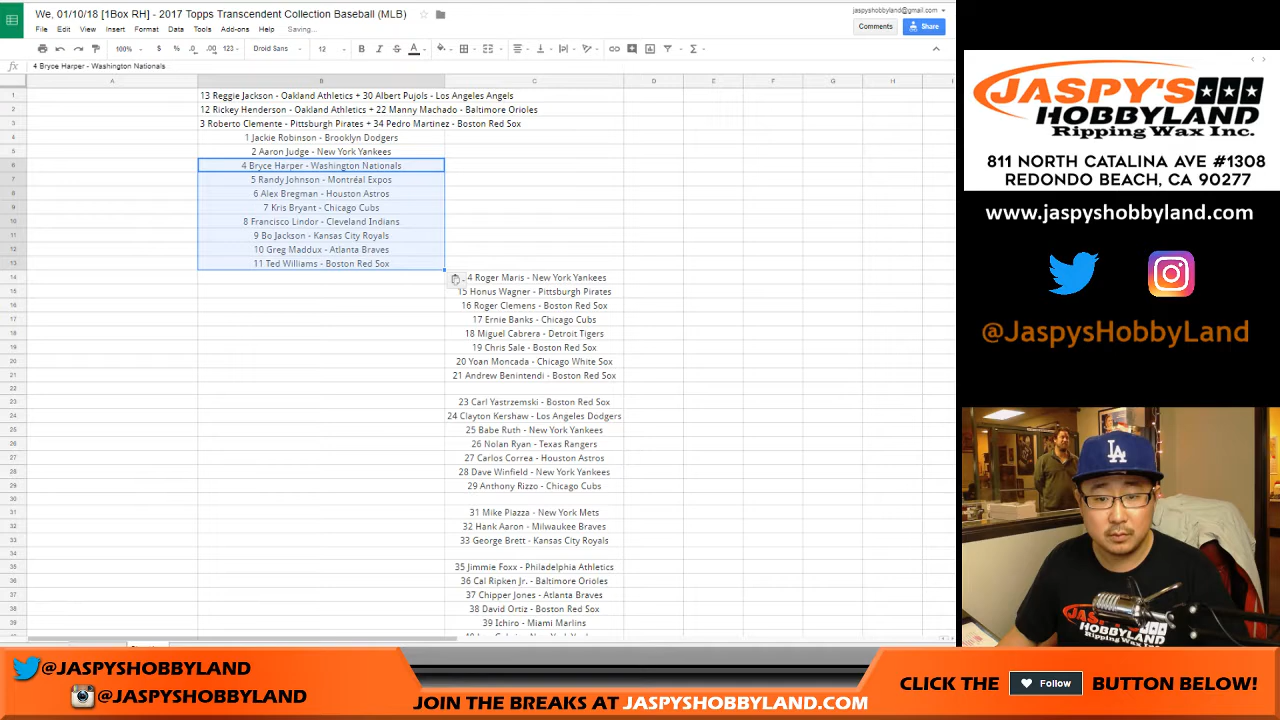 We, 01/10/18 [1Box RH] - 2017 Topps Transcendent Collection Baseball (MLB)
jaspyshobbyland@gmail.com
File Edit View Insert Format Data Tools Add-ons Help Saving...
Comments
Share
100% $ % .0 .00 123 Droid Sans 12 B I S A
fx 4 Bryce Harper - Washington Nationals
A B C D E F G H
1 13 Reggie Jackson - Oakland Athletics + 30 Albert Pujols - Los Angeles Angels
2 12 Rickey Henderson - Oakland Athletics + 22 Manny Machado - Baltimore Orioles
3 3 Roberto Clemente - Pittsburgh Pirates + 34 Pedro Martinez - Boston Red Sox
4 1 Jackie Robinson - Brooklyn Dodgers
5 2 Aaron Judge - New York Yankees
6 4 Bryce Harper - Washington Nationals
7 5 Randy Johnson - Montréal Expos
8 6 Alex Bregman - Houston Astros
9 7 Kris Bryant - Chicago Cubs
10 8 Francisco Lindor - Cleveland Indians
11 9 Bo Jackson - Kansas City Royals
12 10 Greg Maddux - Atlanta Braves
13 11 Ted Williams - Boston Red Sox
14 4 Roger Maris - New York Yankees
15 15 Honus Wagner - Pittsburgh Pirates
16 16 Roger Clemens - Boston Red Sox
17 17 Ernie Banks - Chicago Cubs
18 18 Miguel Cabrera - Detroit Tigers
19 19 Chris Sale - Boston Red Sox
20 20 Yoan Moncada - Chicago White Sox
21 21 Andrew Benintendi - Boston Red Sox
22
23 23 Carl Yastrzemski - Boston Red Sox
24 24 Clayton Kershaw - Los Angeles Dodgers
25 25 Babe Ruth - New York Yankees
26 26 Nolan Ryan - Texas Rangers
27 27 Carlos Correa - Houston Astros
28 28 Dave Winfield - New York Yankees
29 29 Anthony Rizzo - Chicago Cubs
30
31 31 Mike Piazza - New York Mets
32 32 Hank Aaron - Milwaukee Braves
33 33 George Brett - Kansas City Royals
34
35 35 Jimmie Foxx - Philadelphia Athletics
36 36 Cal Ripken Jr. - Baltimore Orioles
37 37 Chipper Jones - Atlanta Braves
38 38 David Ortiz - Boston Red Sox
39 39 Ichiro - Miami Marlins
JASPY'S
HOBBYLAND
Ripping Wax Inc.
811 NORTH CATALINA AVE #1308
REDONDO BEACH, CA 90277
www.jaspyshobbyland.com
@JaspysHobbyLand
LA
JASPY'S
HOBBYLAND
Ripping Wax Inc.
@JASPYSHOBBYLAND
@JASPYSHOBBYLAND
JOIN THE BREAKS AT JASPYSHOBBYLAND.COM
CLICK THE Follow BUTTON BELOW!